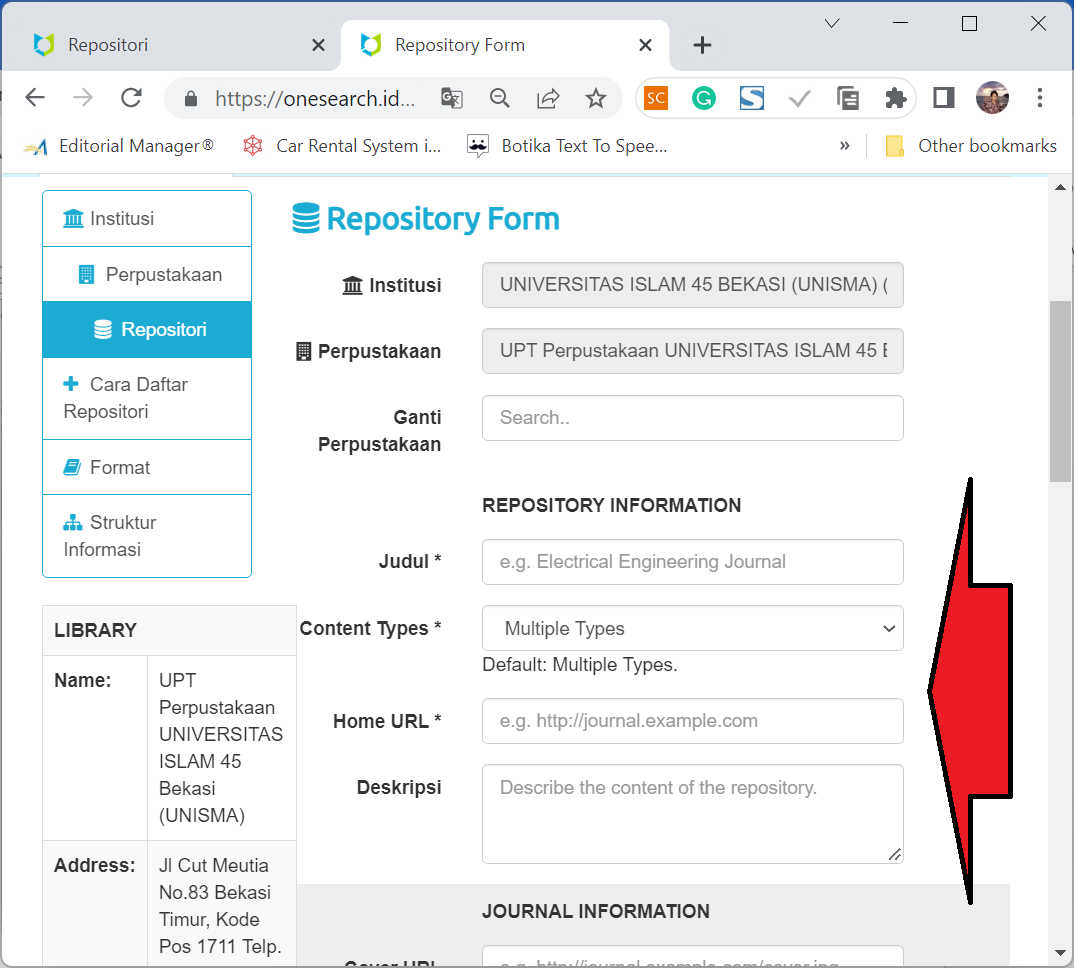 Repositori
Repository Form
https://onesearch.id...
SC
G
S
Editorial Manager®
Car Rental System i...
Botika Text To Spee...
»
Other bookmarks
Institusi
Perpustakaan
Repositori
Cara Daftar
Repositori
Format
Struktur
Informasi
LIBRARY
Name:
UPT
Perpustakaan
UNIVERSITAS
ISLAM 45
Bekasi
(UNISMA)
Address:
Jl Cut Meutia
No.83 Bekasi
Timur, Kode
Pos 1711 Telp.
Repository Form
Institusi
UNIVERSITAS ISLAM 45 BEKASI (UNISMA) (
Perpustakaan
UPT Perpustakaan UNIVERSITAS ISLAM 45
Ganti
Perpustakaan
Search..
REPOSITORY INFORMATION
Judul *
e.g. Electrical Engineering Journal
Content Types *
Multiple Types
Default: Multiple Types.
Home URL *
e.g. http://journal.example.com
Deskripsi
Describe the content of the repository.
JOURNAL INFORMATION
Cover URL
e.g. http://journal.example.com/cover.jpg